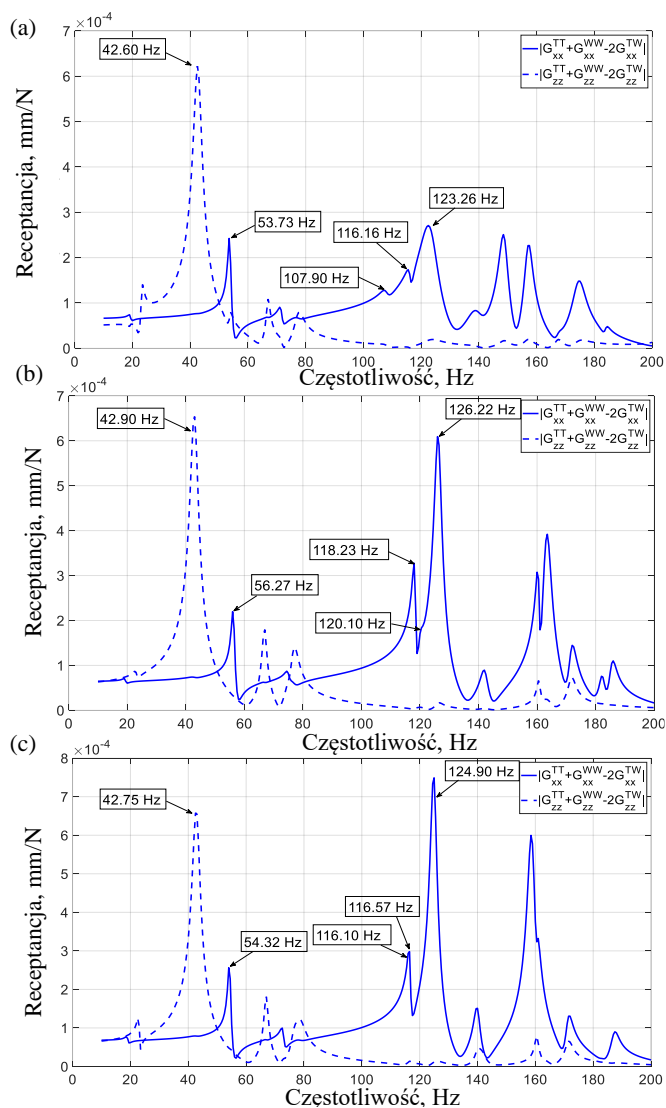 (a)
×10⁻⁴
42.60 Hz
|G_xx^TT+G_xx^WW-2G_xx^TW|
|G_zz^TT+G_zz^WW-2G_zz^TW|
53.73 Hz
123.26 Hz
116.16 Hz
107.90 Hz
Receptancja, mm/N
7
6
5
4
3
2
1
0
0 20 40 60 80 100 120 140 160 180 200
Częstotliwość, Hz
(b)
×10⁻⁴
42.90 Hz
126.22 Hz
|G_xx^TT+G_xx^WW-2G_xx^TW|
|G_zz^TT+G_zz^WW-2G_zz^TW|
118.23 Hz
56.27 Hz
120.10 Hz
Receptancja, mm/N
7
6
5
4
3
2
1
0
0 20 40 60 80 100 120 140 160 180 200
Częstotliwość, Hz
(c)
×10⁻⁴
42.75 Hz
124.90 Hz
|G_xx^TT+G_xx^WW-2G_xx^TW|
|G_zz^TT+G_zz^WW-2G_zz^TW|
116.57 Hz
54.32 Hz
116.10 Hz
Receptancja, mm/N
8
7
6
5
4
3
2
1
0
0 20 40 60 80 100 120 140 160 180 200
Częstotliwość, Hz